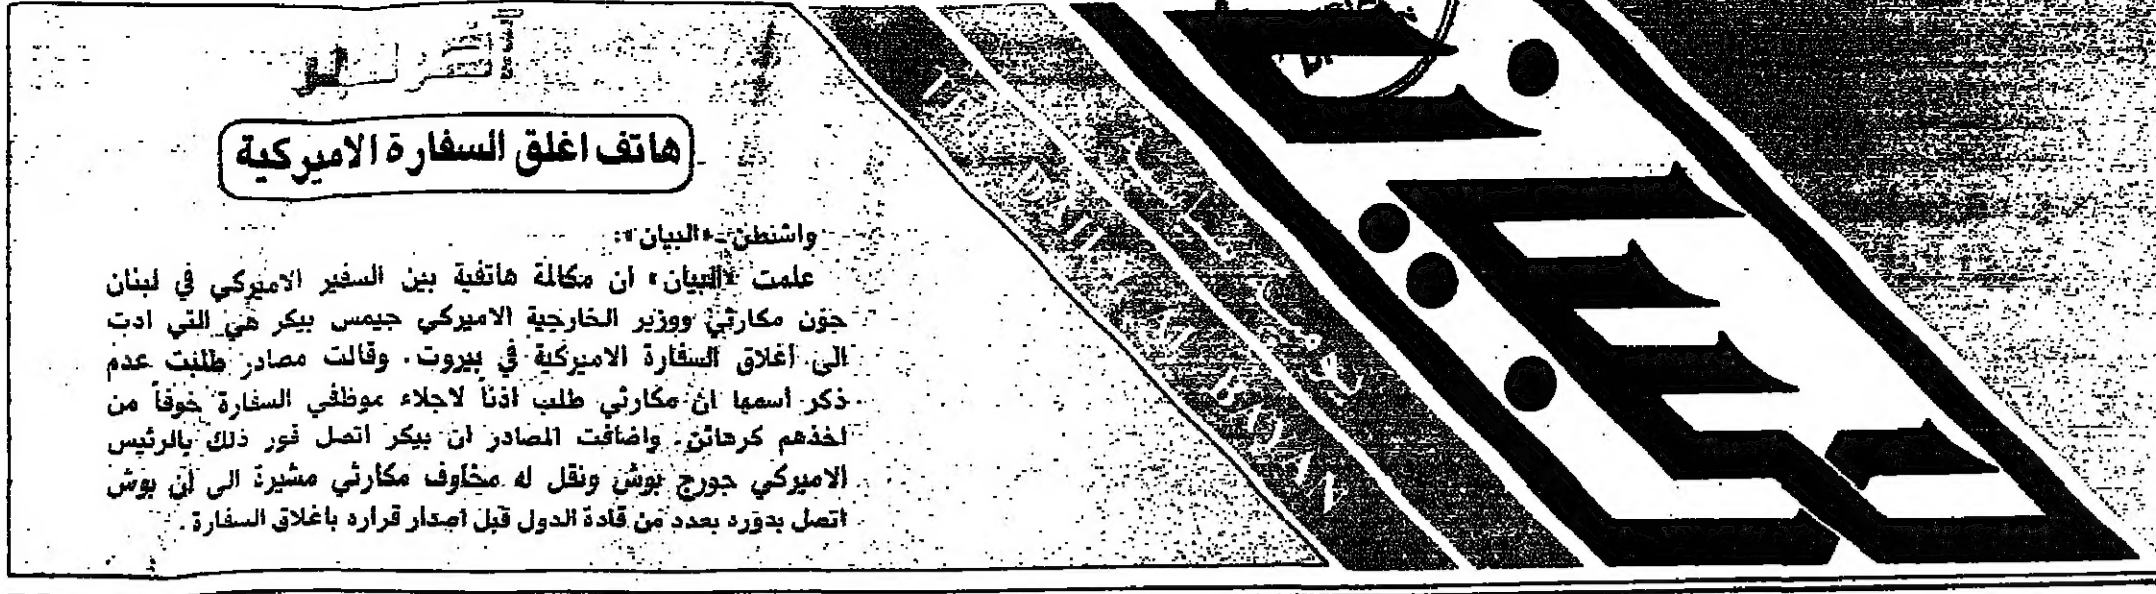 هاتف اغلق السفارة الاميركية
واشنطن - «البيان»:
علمت «البيان» ان مكالمة هاتفية بين السفير الاميركي في لبنان
جون مكارثي ووزير الخارجية الاميركي جيمس بيكر هي التي ادت
الى أغلاق السفارة الاميركية في بيروت. وقالت مصادر طلبت عدم
ذكر أسمها ان مكارثي طلب اذناً لاجلاء موظفي السفارة خوفاً من
اخذهم كرهائن. واضافت المصادر ان بيكر اتصل فور ذلك بالرئيس
الاميركي جورج بوش ونقل له مخاوف مكارثي مشيرة الى ان بوش
اتصل بدوره بعدد من قادة الدول قبل اصدار قراره باغلاق السفارة.
البيان